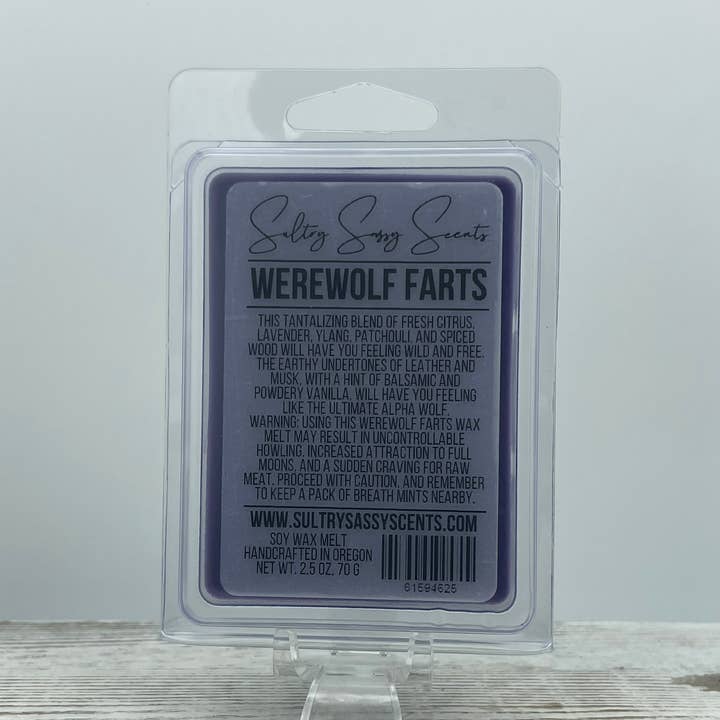 Sultry Sassy Scents
WEREWOLF FARTS
THIS TANTALIZING BLEND OF FRESH CITRUS,
LAVENDER, YLANG, PATCHOULI, AND SPICED
WOOD WILL HAVE YOU FEELING WILD AND FREE.
THE EARTHY UNDERTONES OF LEATHER AND
MUSK, WITH A HINT OF BALSAMIC AND
POWDERY VANILLA, WILL HAVE YOU FEELING
LIKE THE ULTIMATE ALPHA WOLF.
WARNING: USING THIS WEREWOLF FARTS WAX
MELT MAY RESULT IN UNCONTROLLABLE
HOWLING, INCREASED ATTRACTION TO FULL
MOONS, AND A SUDDEN CRAVING FOR RAW
MEAT. PROCEED WITH CAUTION, AND REMEMBER
TO KEEP A PACK OF BREATH MINTS NEARBY.
WWW.SULTRYSASSYSCENTS.COM
SOY WAX MELT
HANDCRAFTED IN OREGON
NET WT. 2.5 OZ, 70 G
61594625